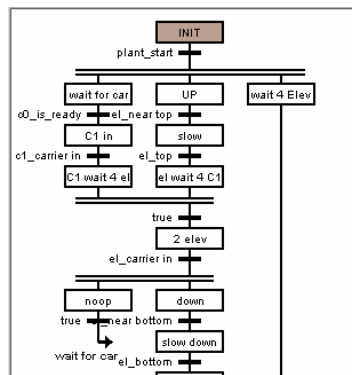 INIT
plant_start
wait for car
UP
wait 4 Elev
c0_is_ready
el_near top
C1 in
slow
c1_carrier in
el_top
C1 wait 4 el
el wait 4 C1
true
2 elev
el_carrier in
noop
down
true
near bottom
slow down
wait for car
el_bottom